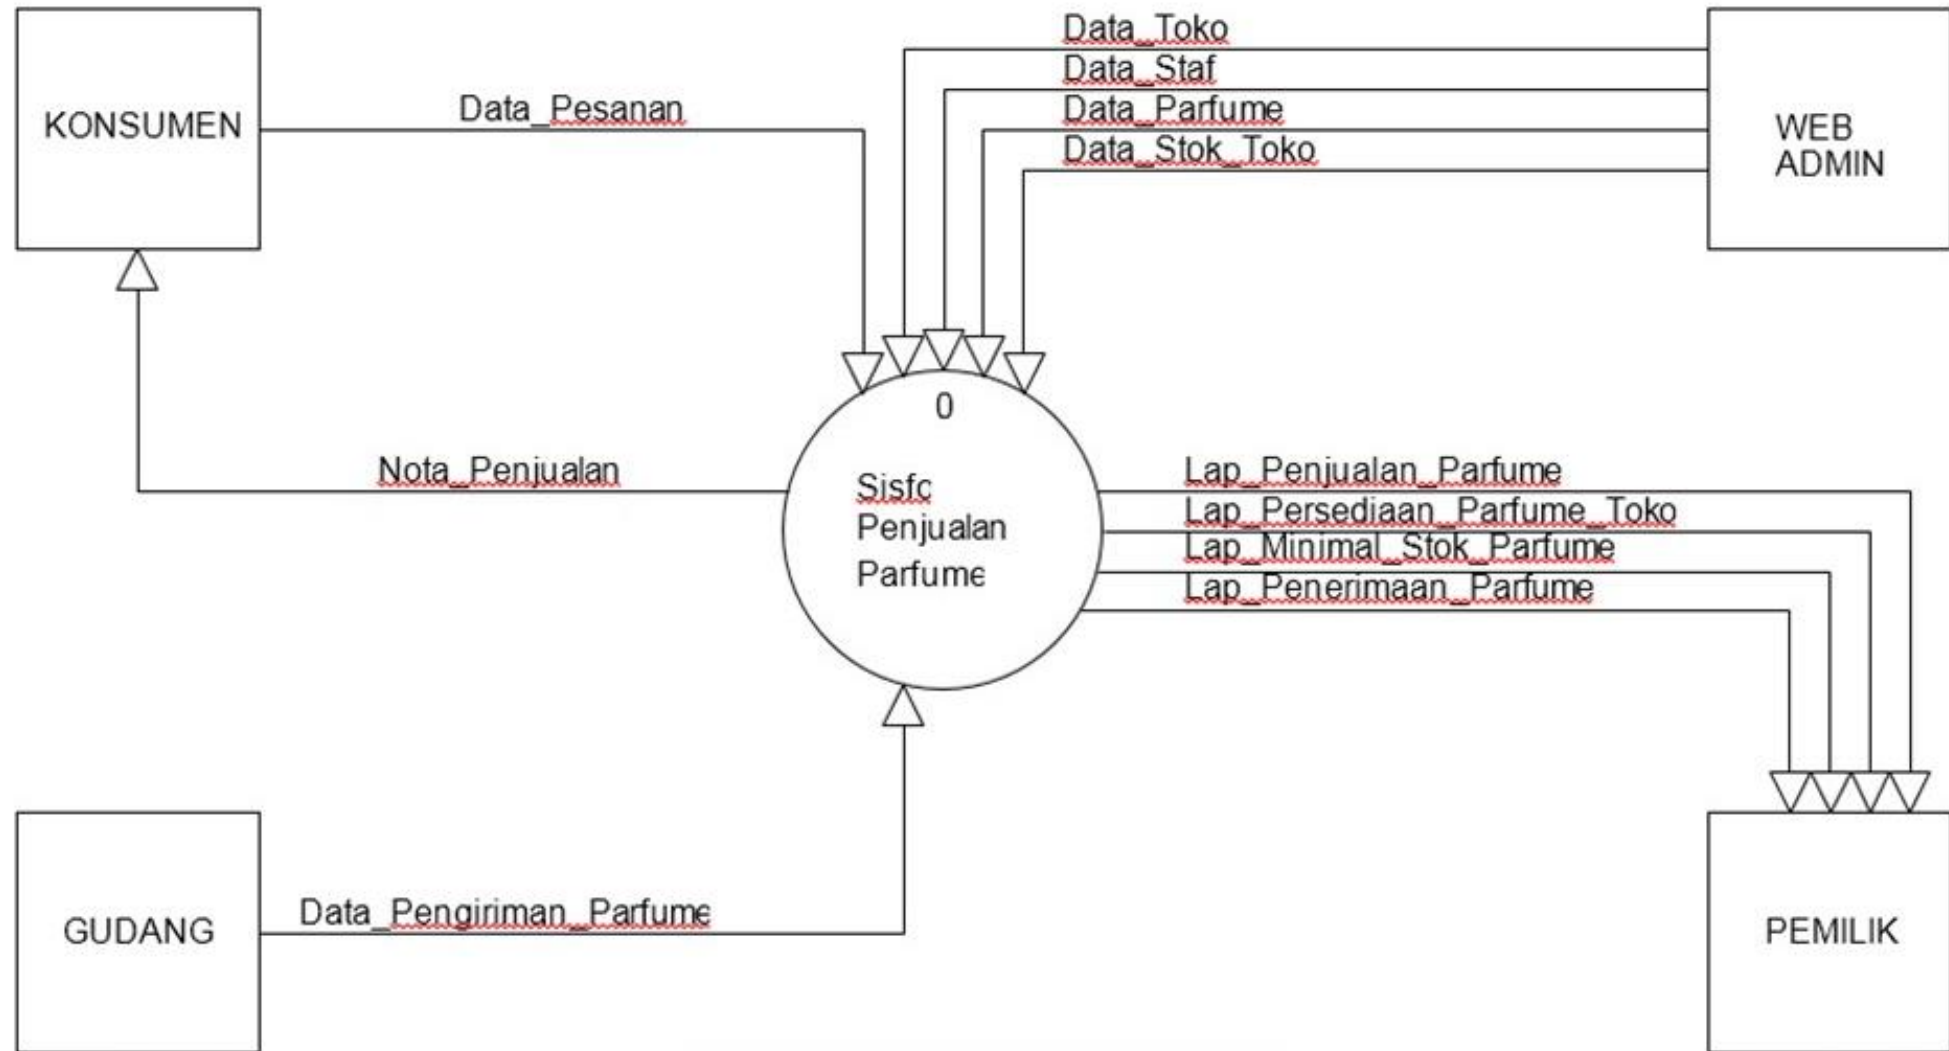 Data_Toko
Data_Staf
Data_Pesanan
Data_Parfume
KONSUMEN
WEB
ADMIN
Data_Stok_Toko
0
Nota_Penjualan
Lap_Penjualan_Parfume
Sisfo
Penjualan
Parfume
Lap_Persediaan_Parfume_Toko
Lap_Minimal_Stok_Parfume
Lap_Penerimaan_Parfume
Data_Pengiriman_Parfume
GUDANG
PEMILIK